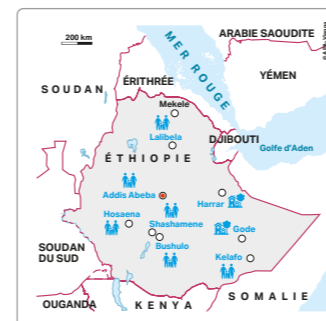 200 km
ARABIE SAOUDITE
MER ROUGE
ÉRITHRÉE
YÉMEN
SOUDAN
Mekele
Lalibela
DJIBOUTI
Golfe d'Aden
ÉTHIOPIE
Addis Abeba
Harrar
Hosaena
Shashamene
Gode
SOUDAN
DU SUD
Bushulo
Kelafo
OUGANDA
KENYA
SOMALIE